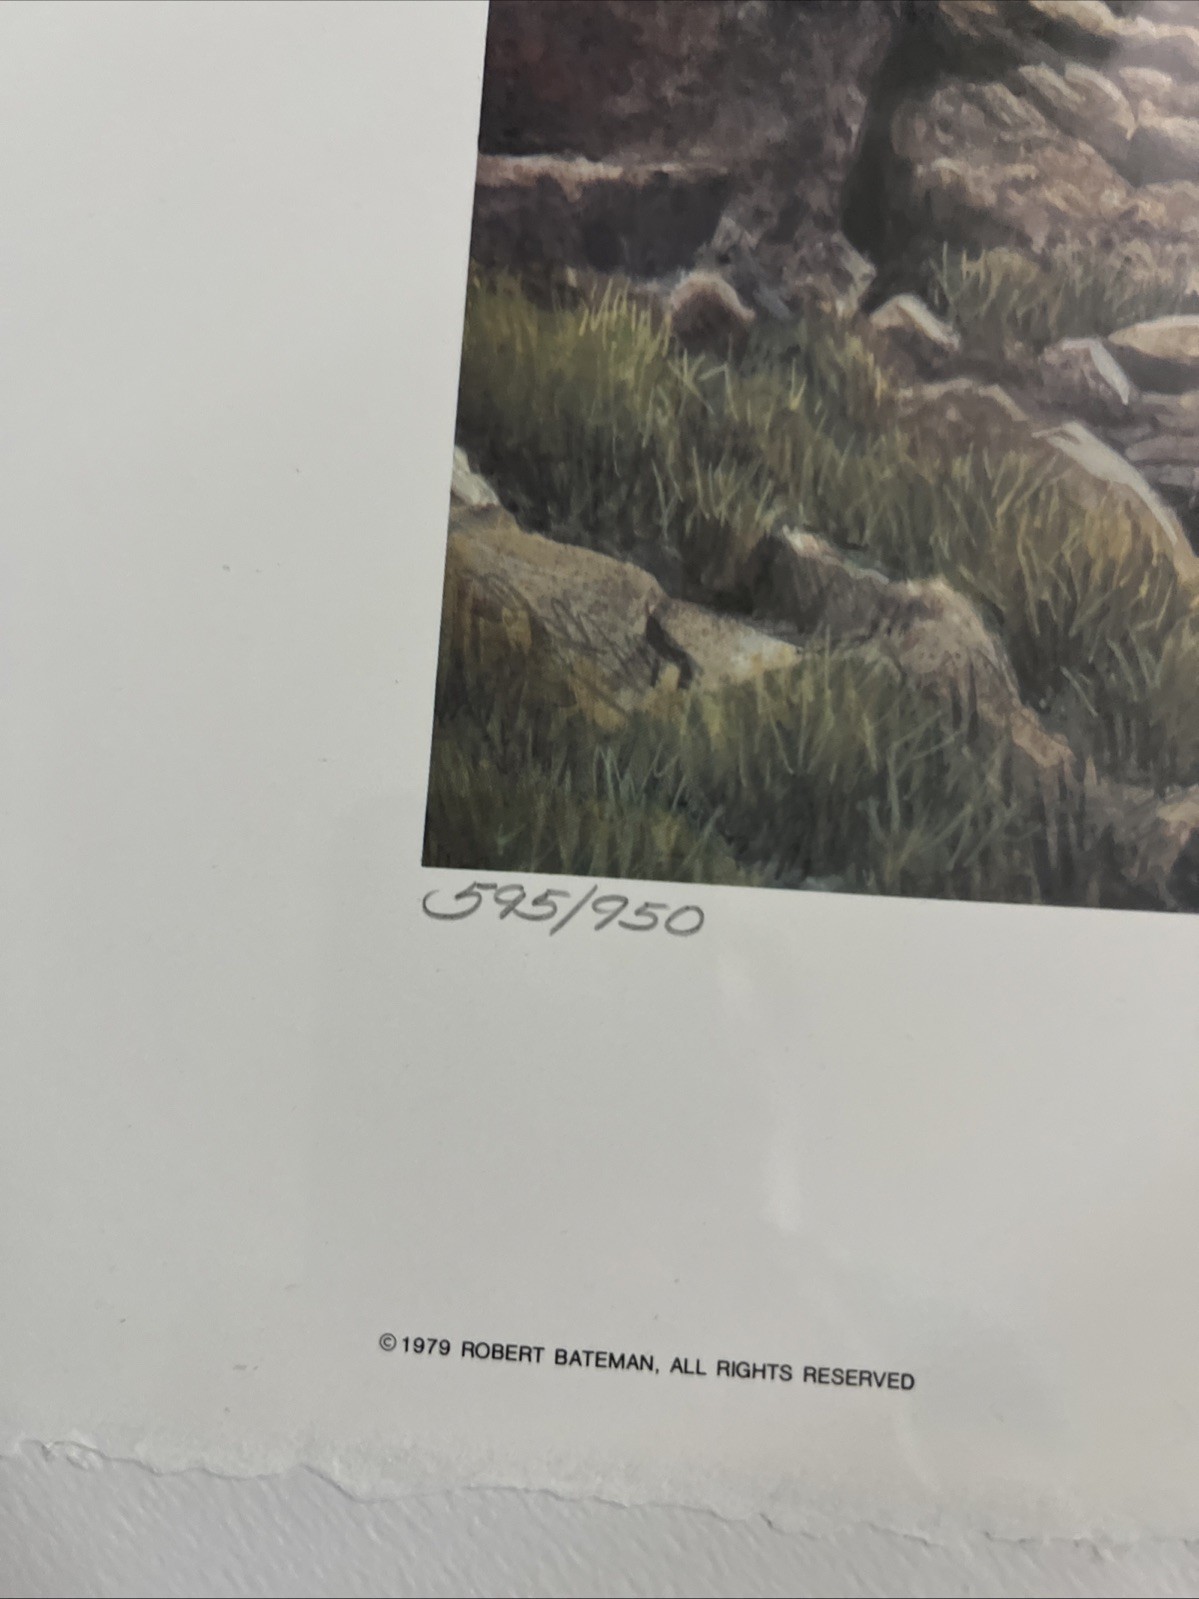 595/950
© 1979 ROBERT BATEMAN, ALL RIGHTS RESERVED